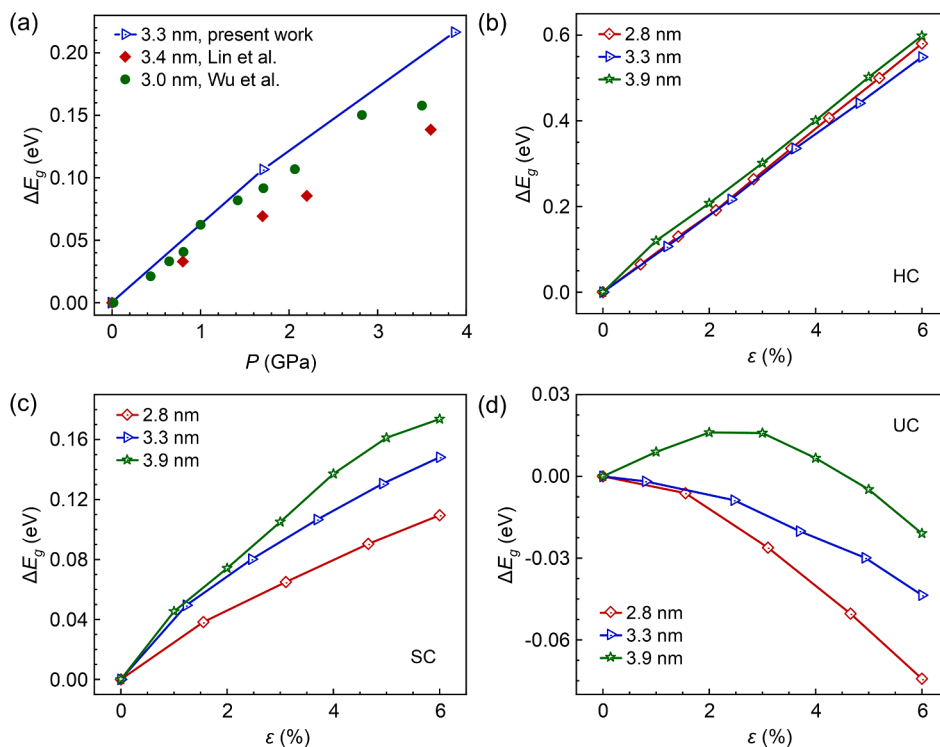 (a)
3.3 nm, present work
3.4 nm, Lin et al.
3.0 nm, Wu et al.
0.20
0.15
0.10
0.05
0.00
ΔE_g (eV)
0 1 2 3 4
P (GPa)
(b)
2.8 nm
3.3 nm
3.9 nm
HC
0.6
0.4
0.2
0.0
ΔE_g (eV)
0 2 4 6
ε (%)
(c)
2.8 nm
3.3 nm
3.9 nm
SC
0.16
0.12
0.08
0.04
0.00
ΔE_g (eV)
0 2 4 6
ε (%)
(d)
UC
0.03
0.00
-0.03
-0.06
ΔE_g (eV)
2.8 nm
3.3 nm
3.9 nm
0 2 4 6
ε (%)